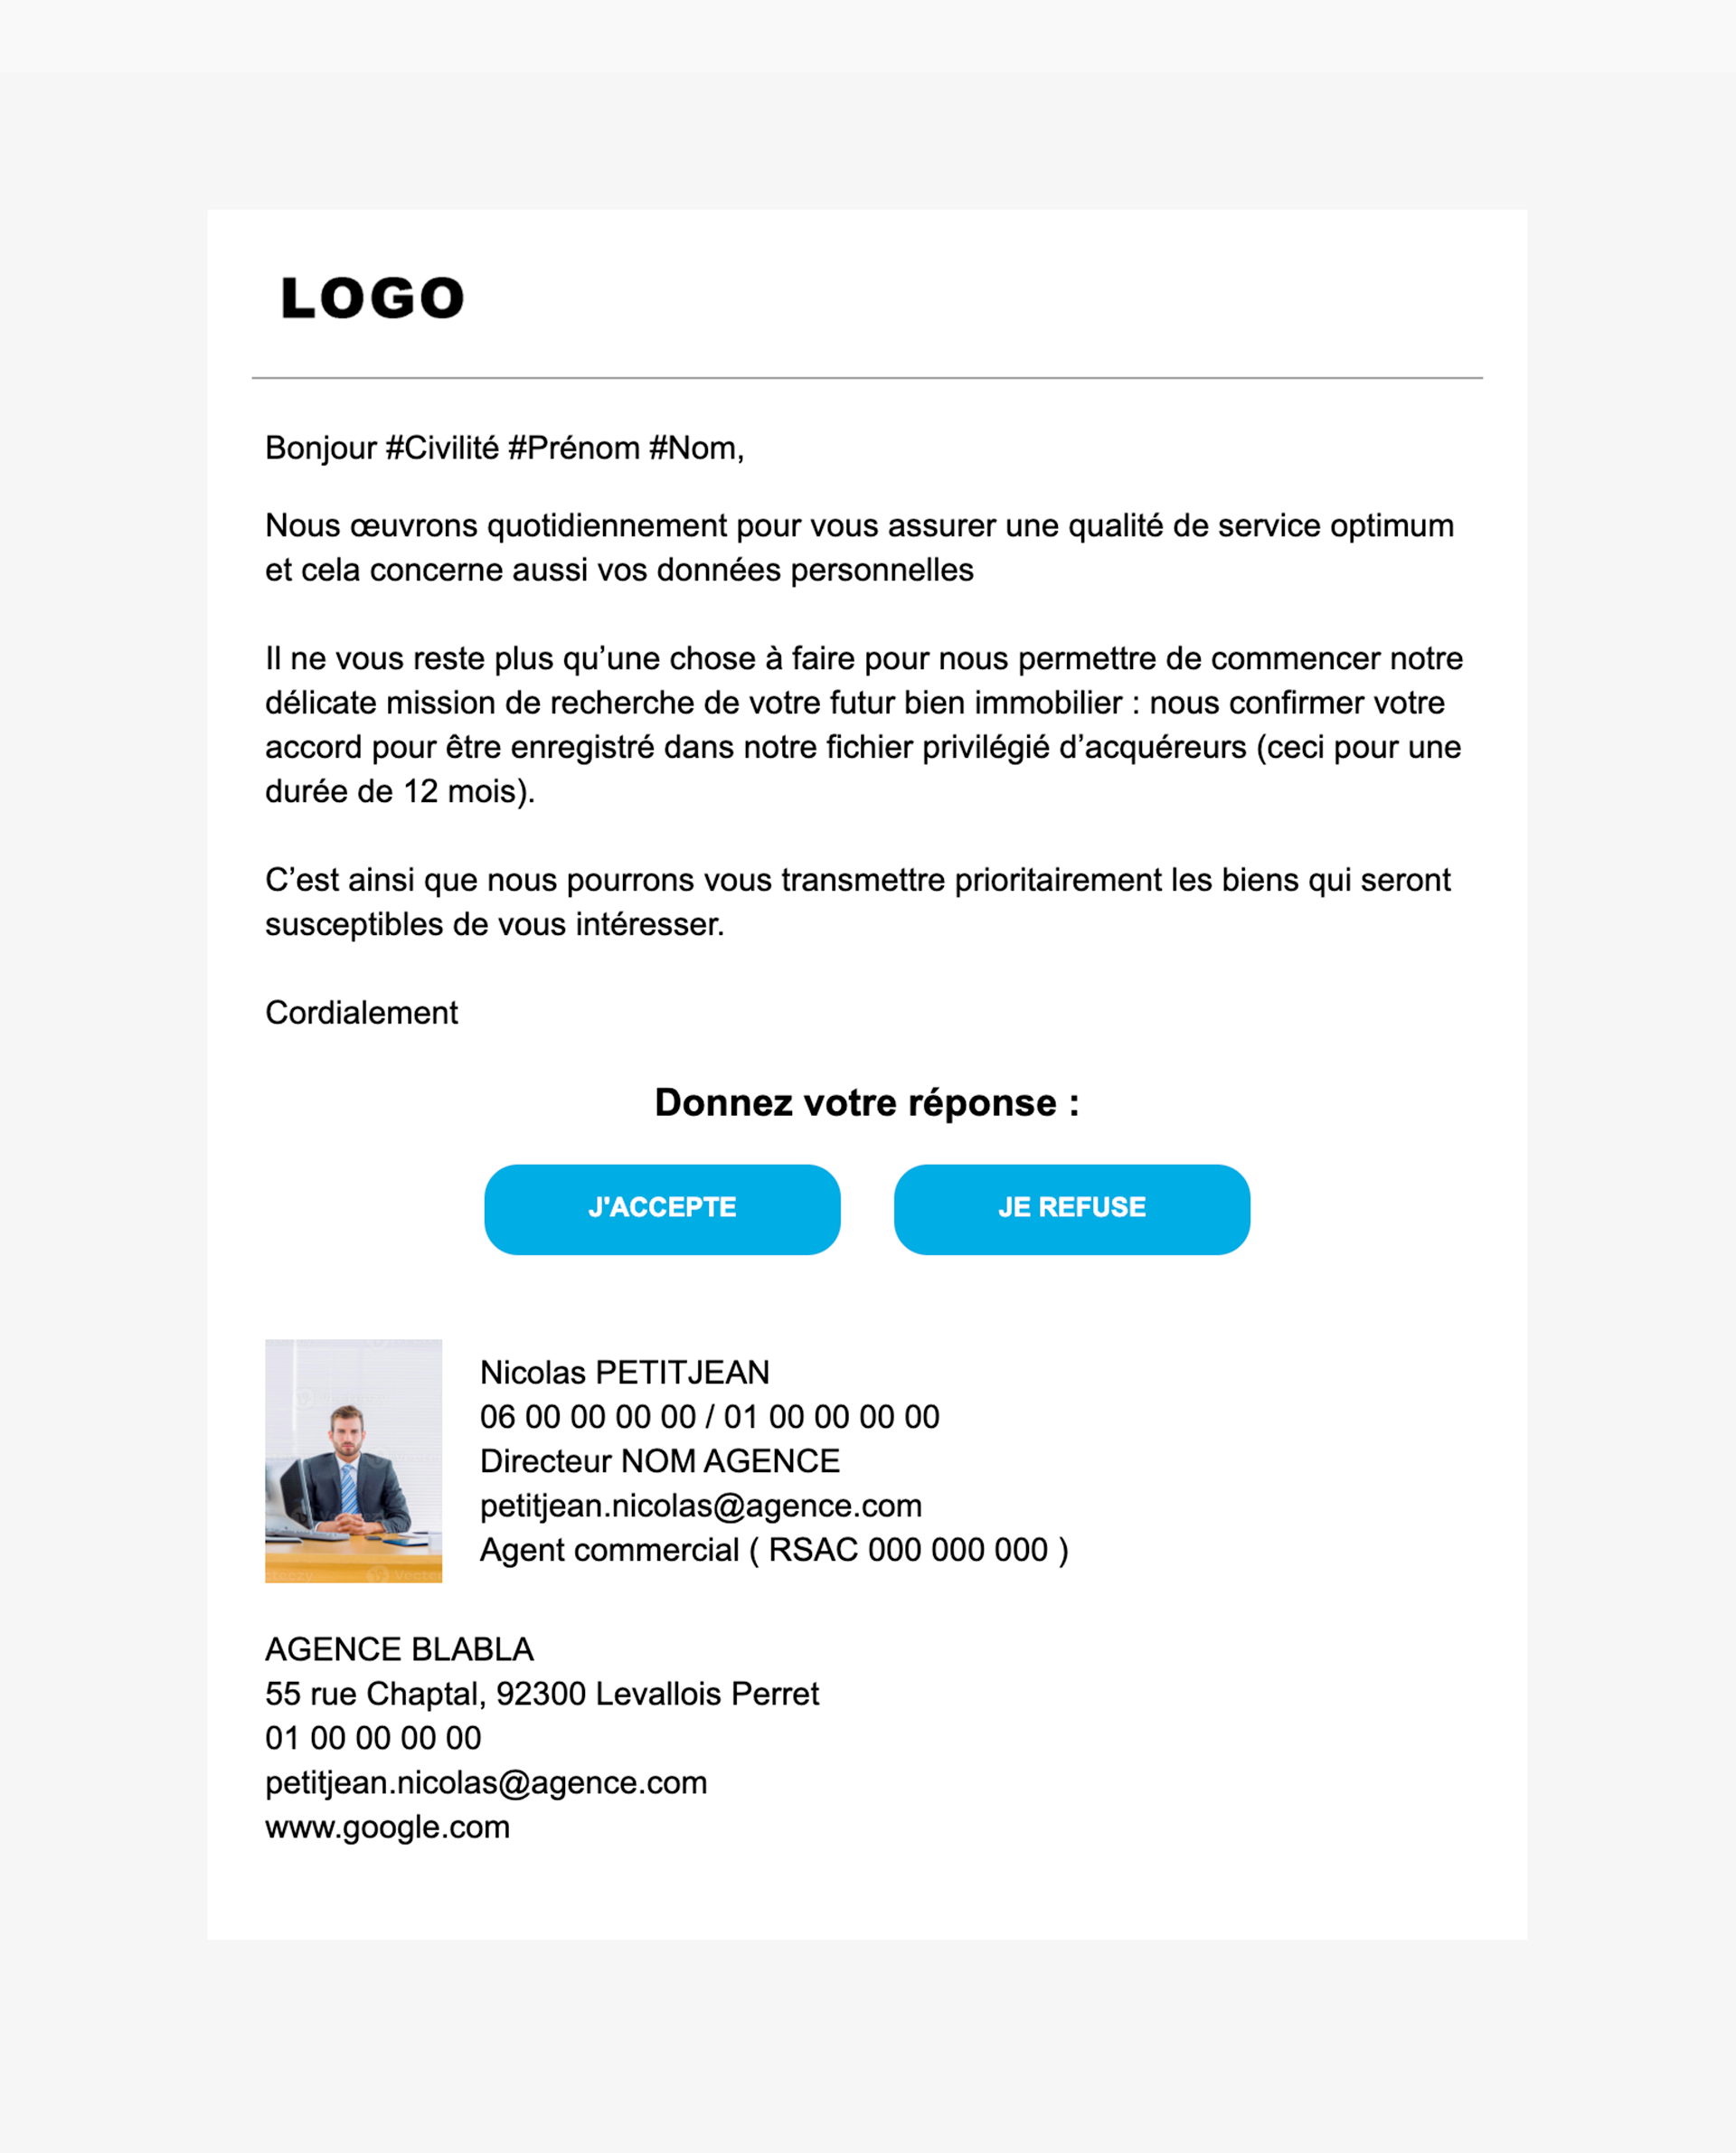 LOGO
Bonjour #Civilité #Prénom #Nom,
Nous œuvrons quotidiennement pour vous assurer une qualité de service optimum
et cela concerne aussi vos données personnelles
Il ne vous reste plus qu’une chose à faire pour nous permettre de commencer notre
délicate mission de recherche de votre futur bien immobilier : nous confirmer votre
accord pour être enregistré dans notre fichier privilégié d’acquéreurs (ceci pour une
durée de 12 mois).
C’est ainsi que nous pourrons vous transmettre prioritairement les biens qui seront
susceptibles de vous intéresser.
Cordialement
Donnez votre réponse :
J'ACCEPTE
JE REFUSE
Nicolas PETITJEAN
06 00 00 00 00 / 01 00 00 00 00
Directeur NOM AGENCE
petitjean.nicolas@agence.com
Agent commercial ( RSAC 000 000 000 )
AGENCE BLABLA
55 rue Chaptal, 92300 Levallois Perret
01 00 00 00 00
petitjean.nicolas@agence.com
www.google.com